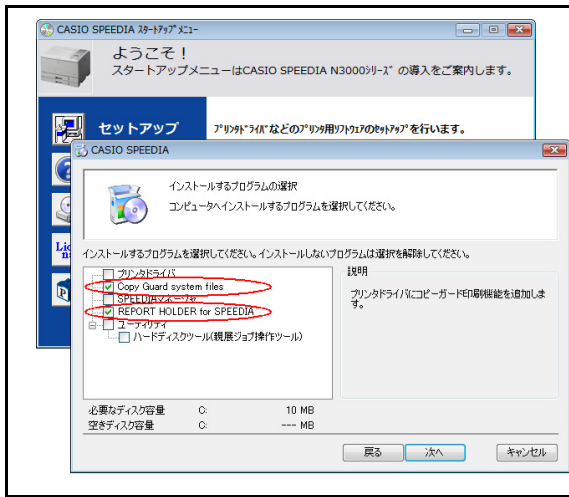 CASIO SPEEDIA ｽﾀｰﾄｱｯﾌﾟﾒﾆｭｰ
ようこそ！
スタートアップメニューはCASIO SPEEDIA N3000ｼﾘｰｽﾞ の導入をご案内します。
セットアップ
ﾌﾟﾘﾝﾀﾄﾞﾗｲﾊﾞなどのﾌﾟﾘﾝﾀ用ｿﾌﾄｳｪｱのｾｯﾄｱｯﾌﾟを行います。
CASIO SPEEDIA
インストールするプログラムの選択
コンピュータへインストールするプログラムを選択してください。
インストールするプログラムを選択してください。インストールしないプログラムは選択を解除してください。
プリンタドライバ
Copy Guard system files
SPEEDIAマネージャ
REPORT HOLDER for SPEEDIA
ユーティリティ
ハードディスクツール(親展ジョブ操作ツール)
説明
プリンタドライバにコピーガード印刷機能を追加しま
す。
必要なディスク容量 C: 10 MB
空きディスク容量 C: --- MB
戻る 次へ キャンセル